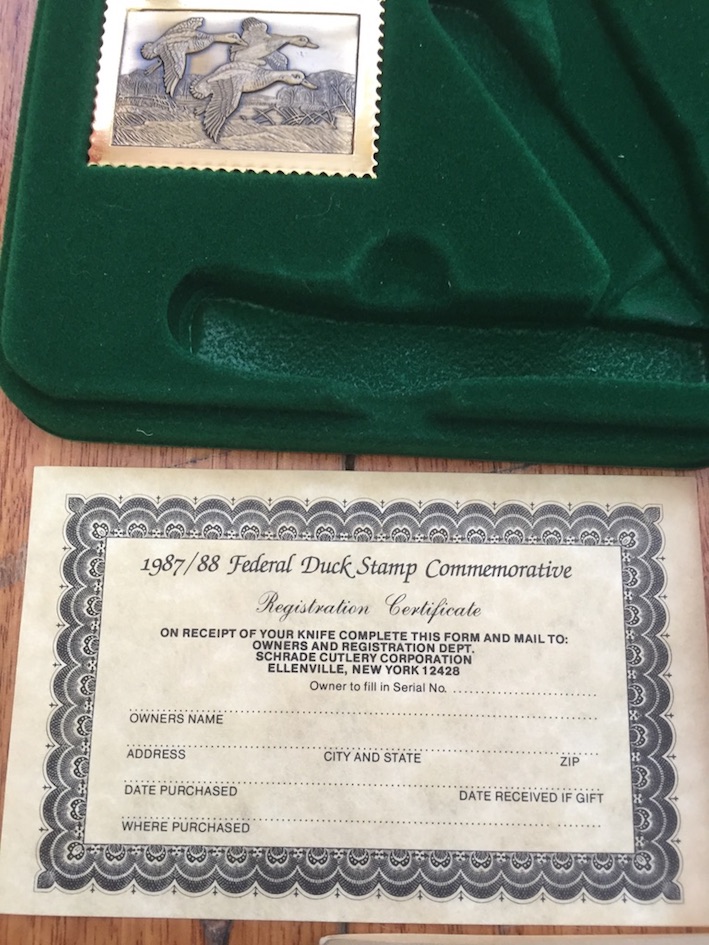 1987/88 Federal Duck Stamp Commemorative
Registration Certificate
ON RECEIPT OF YOUR KNIFE COMPLETE THIS FORM AND MAIL TO:
OWNERS AND REGISTRATION DEPT.
SCHRADE CUTLERY CORPORATION
ELLENVILLE, NEW YORK 12428
Owner to fill in Serial No.
OWNERS NAME
ADDRESS CITY AND STATE ZIP
DATE PURCHASED DATE RECEIVED IF GIFT
WHERE PURCHASED